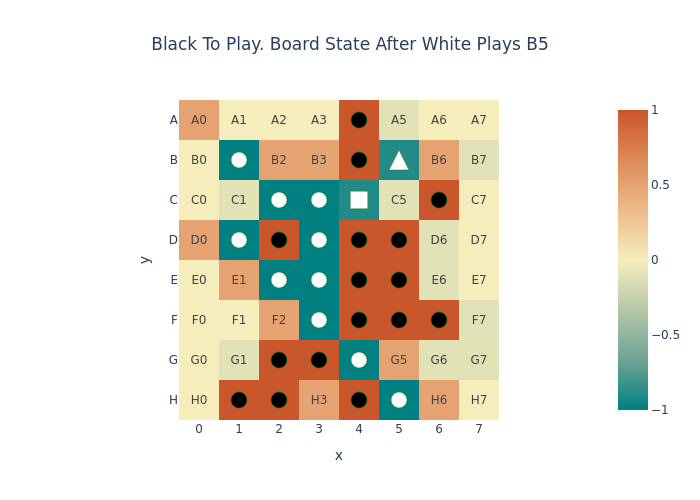 Black To Play. Board State After White Plays B5
A A0 A1 A2 A3 A5 A6 A7
B B0 B2 B3 B6 B7
C C0 C1 C5 C7
D D0 D6 D7
E E0 E1 E6 E7
F F0 F1 F2 F7
G G0 G1 G5 G6 G7
H H0 H3 H6 H7
0 1 2 3 4 5 6 7
x
y
1
0.5
0
−0.5
−1